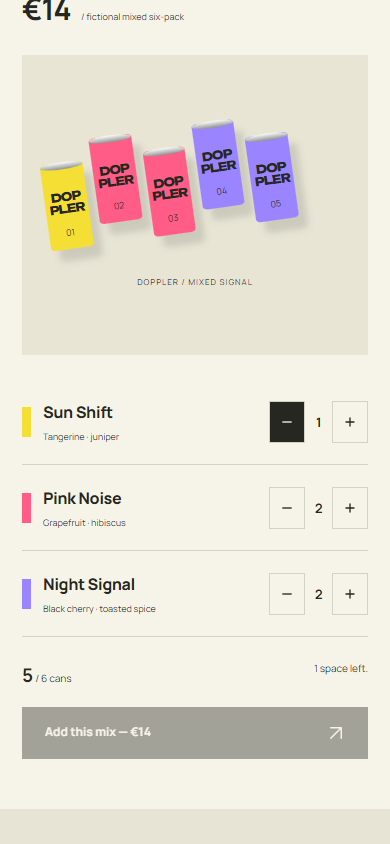 €14 / fictional mixed six-pack
DOP
PLER
01
DOP
PLER
02
DOP
PLER
03
DOP
PLER
04
DOP
PLER
05
DOPPLER / MIXED SIGNAL
Sun Shift
Tangerine · juniper
− 1 +
Pink Noise
Grapefruit · hibiscus
− 2 +
Night Signal
Black cherry · toasted spice
− 2 +
5 / 6 cans
1 space left.
Add this mix — €14